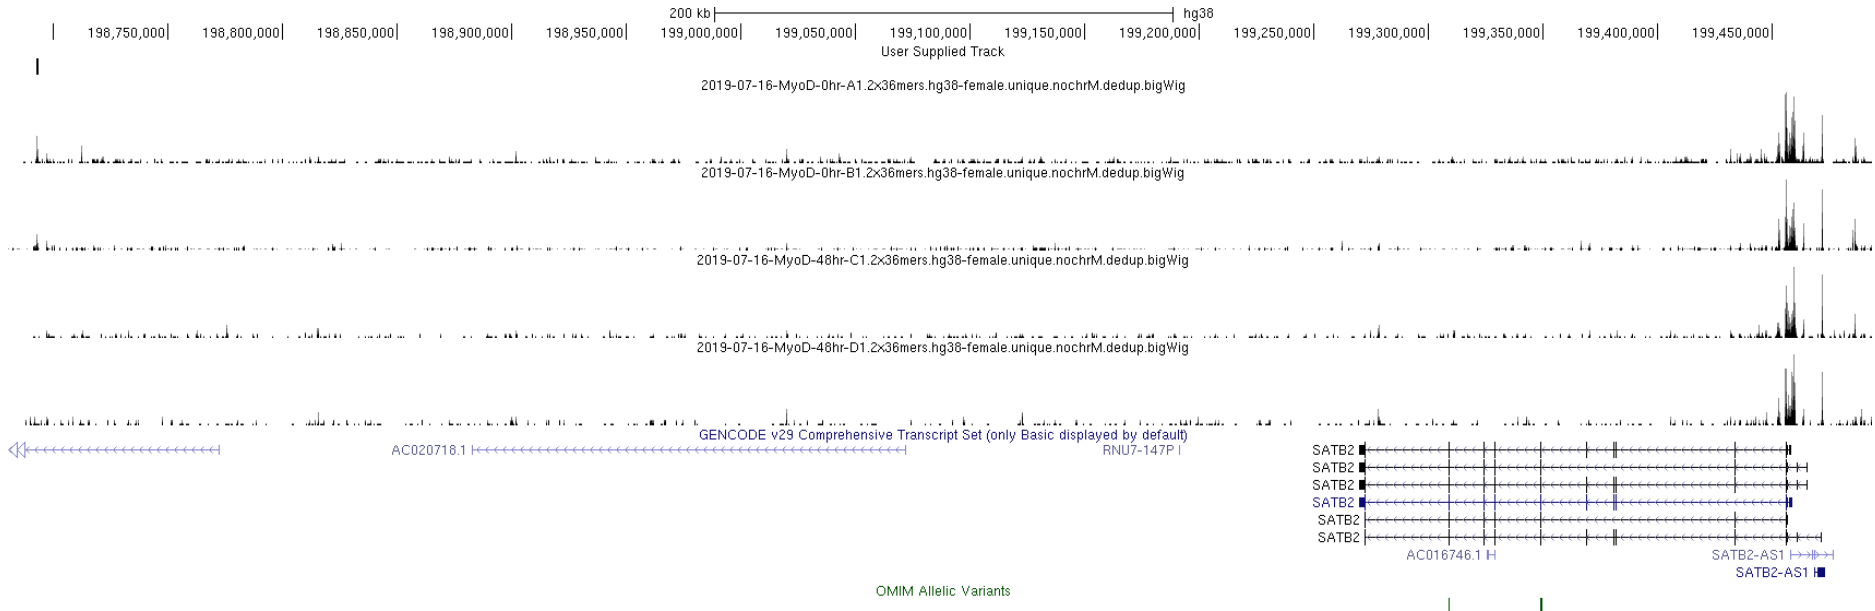 200 kb hg38
198,750,000 198,800,000 198,850,000 198,900,000 198,950,000 199,000,000 199,050,000 199,100,000 199,150,000 199,200,000 199,250,000 199,300,000 199,350,000 199,400,000 199,450,000
User Supplied Track
2019-07-16-MyoD-0hr-A1.2x36mers.hg38-female.unique.nochrM.dedup.bigWig
2019-07-16-MyoD-0hr-B1.2x36mers.hg38-female.unique.nochrM.dedup.bigWig
2019-07-16-MyoD-48hr-C1.2x36mers.hg38-female.unique.nochrM.dedup.bigWig
2019-07-16-MyoD-48hr-D1.2x36mers.hg38-female.unique.nochrM.dedup.bigWig
GENCODE v29 Comprehensive Transcript Set (only Basic displayed by default)
AC020718.1 RNU7-147P SATB2
SATB2
SATB2
SATB2
SATB2
SATB2
AC016746.1 SATB2-AS1
SATB2-AS1
OMIM Allelic Variants